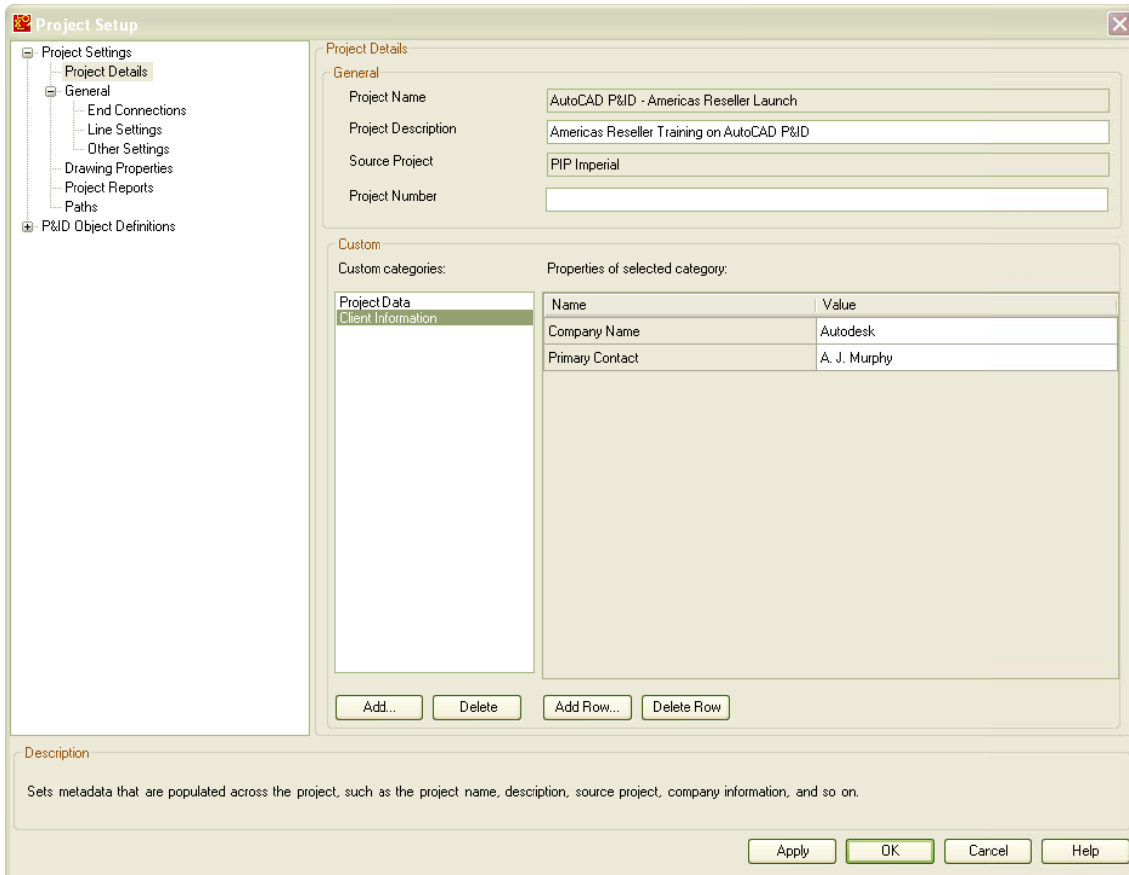 Project Setup
Project Settings
Project Details
General
End Connections
Line Settings
Other Settings
Drawing Properties
Project Reports
Paths
P&ID Object Definitions
Project Details
General
Project Name AutoCAD P&ID - Americas Reseller Launch
Project Description Americas Reseller Training on AutoCAD P&ID
Source Project PIP Imperial
Project Number
Custom
Custom categories: Properties of selected category:
Project Data
Client Information
Name Value
Company Name Autodesk
Primary Contact A. J. Murphy
Add... Delete Add Row... Delete Row
Description
Sets metadata that are populated across the project, such as the project name, description, source project, company information, and so on.
Apply OK Cancel Help